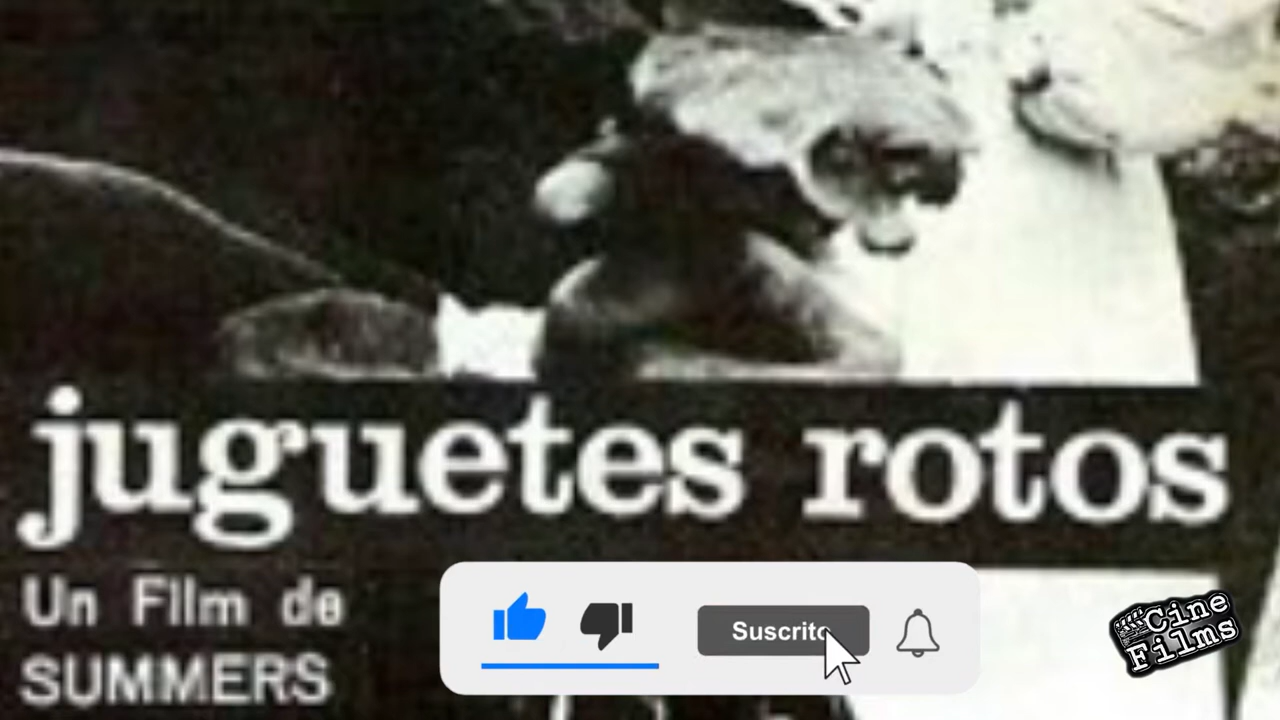 juguetes rotos
Un Film de
SUMMERS
Suscrito
Cine
Films